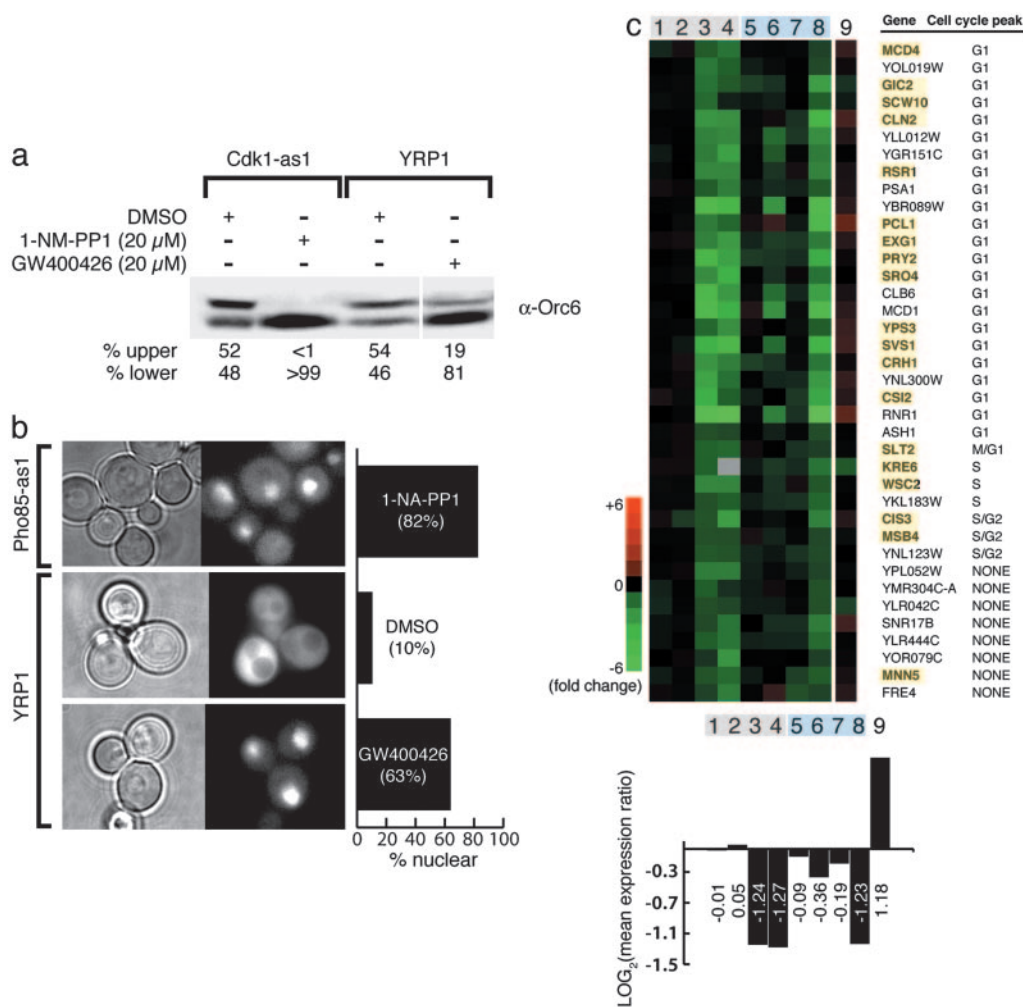 a
Cdk1-as1 YRP1
DMSO + - + -
1-NM-PP1 (20 µM) - + - -
GW400426 (20 µM) - - - +
α-Orc6
% upper 52 <1 54 19
% lower 48 >99 46 81
b
Pho85-as1
YRP1
1-NA-PP1
(82%)
DMSO
(10%)
GW400426
(63%)
0 20 40 60 80 100
% nuclear
c
1 2 3 4 5 6 7 8 9
Gene Cell cycle peak
MCD4 G1
YOL019W G1
GIC2 G1
SCW10 G1
CLN2 G1
YLL012W G1
YGR151C G1
RSR1 G1
PSA1 G1
YBR089W G1
PCL1 G1
EXG1 G1
PRY2 G1
SRO4 G1
CLB6 G1
MCD1 G1
YPS3 G1
SVS1 G1
CRH1 G1
YNL300W G1
CSI2 G1
RNR1 G1
ASH1 G1
SLT2 M/G1
KRE6 S
WSC2 S
YKL183W S
CIS3 S/G2
MSB4 S/G2
YNL123W S/G2
YPL052W NONE
YMR304C-A NONE
YLR042C NONE
SNR17B NONE
YLR444C NONE
YOR079C NONE
MNN5 NONE
FRE4 NONE
+6
0
-6
(fold change)
1 2 3 4 5 6 7 8 9
LOG2(mean expression ratio)
-0.3
-0.7
-1.1
-1.5
-0.01
0.05
-1.24
-1.27
-0.09
-0.36
-0.19
-1.23
1.18